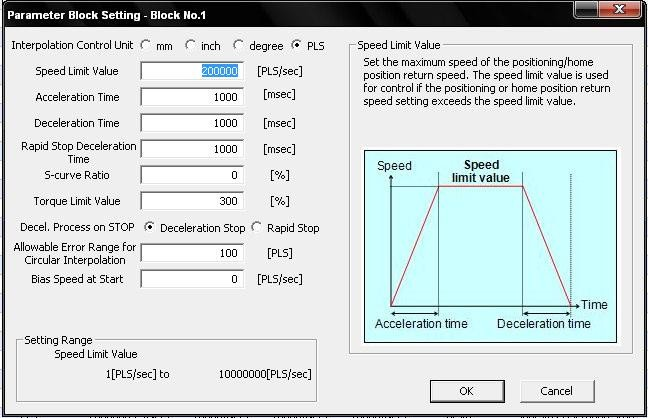 Parameter Block Setting - Block No.1
Interpolation Control Unit mm inch degree PLS
Speed Limit Value 200000 [PLS/sec]
Acceleration Time 1000 [msec]
Deceleration Time 1000 [msec]
Rapid Stop Deceleration
Time 1000 [msec]
S-curve Ratio 0 [%]
Torque Limit Value 300 [%]
Decel. Process on STOP Deceleration Stop Rapid Stop
Allowable Error Range for
Circular Interpolation 100 [PLS]
Bias Speed at Start 0 [PLS/sec]
Setting Range
Speed Limit Value
1[PLS/sec] to 10000000[PLS/sec]
Speed Limit Value
Set the maximum speed of the positioning/home
position return speed. The speed limit value is used
for control if the positioning or home position return
speed setting exceeds the speed limit value.
Speed
Speed
limit value
Time
Acceleration time Deceleration time
OK Cancel